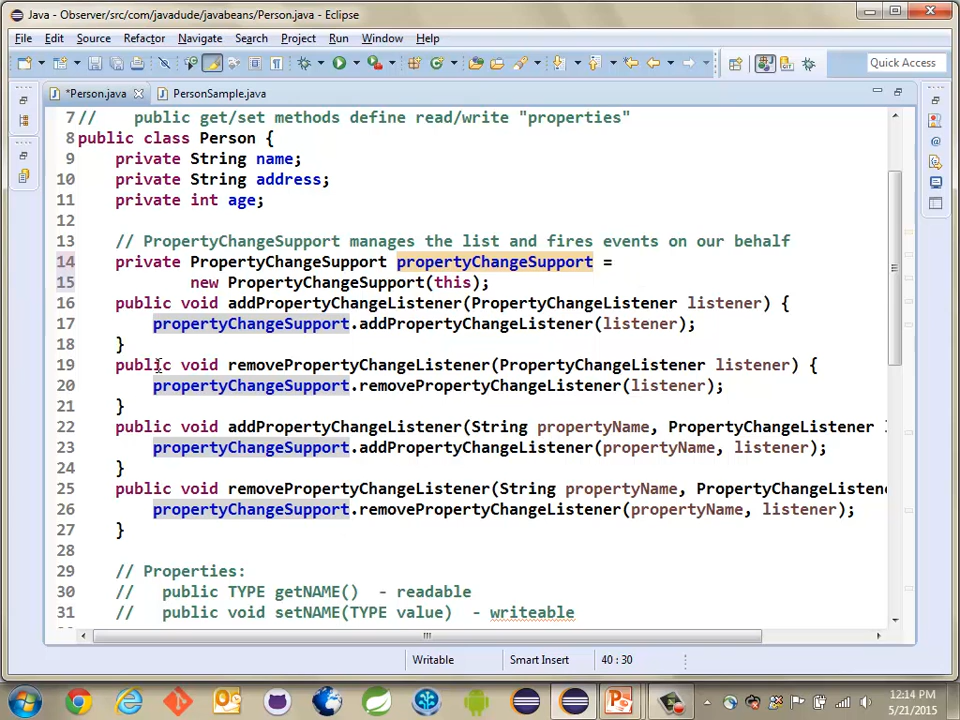 Java - Observer/src/com/javadude/javabeans/Person.java - Eclipse
File Edit Source Refactor Navigate Search Project Run Window Help
Quick Access
*Person.java PersonSample.java
7 // public get/set methods define read/write "properties"
8 public class Person {
9 private String name;
10 private String address;
11 private int age;
12
13 // PropertyChangeSupport manages the list and fires events on our behalf
14 private PropertyChangeSupport propertyChangeSupport =
15 new PropertyChangeSupport(this);
16 public void addPropertyChangeListener(PropertyChangeListener listener) {
17 propertyChangeSupport.addPropertyChangeListener(listener);
18 }
19 public void removePropertyChangeListener(PropertyChangeListener listener) {
20 propertyChangeSupport.removePropertyChangeListener(listener);
21 }
22 public void addPropertyChangeListener(String propertyName, PropertyChangeListener
23 propertyChangeSupport.addPropertyChangeListener(propertyName, listener);
24 }
25 public void removePropertyChangeListener(String propertyName, PropertyChangeListene
26 propertyChangeSupport.removePropertyChangeListener(propertyName, listener);
27 }
28
29 // Properties:
30 // public TYPE getNAME() - readable
31 // public void setNAME(TYPE value) - writeable
Writable Smart Insert 40 : 30
12:14 PM
5/21/2015